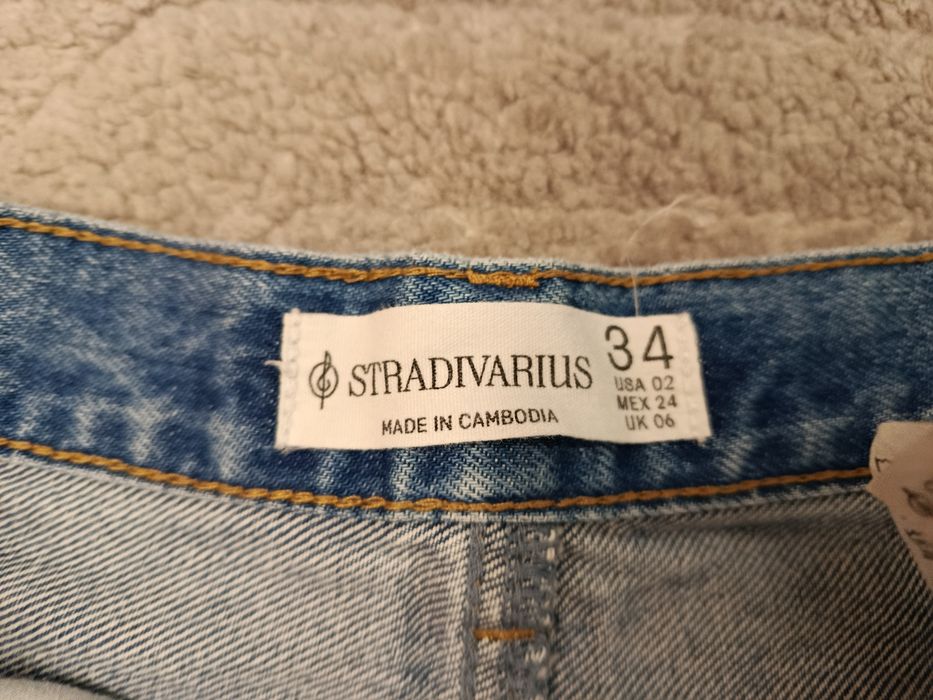 STRADIVARIUS
MADE IN CAMBODIA
34
USA 02
MEX 24
UK 06